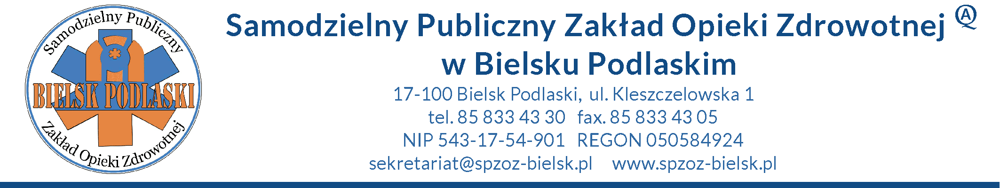 Samodzielny Publiczny
BIELSK PODLASKI
Zakład Opieki Zdrowotnej
Samodzielny Publiczny Zakład Opieki Zdrowotnej QA
w Bielsku Podlaskim
17-100 Bielsk Podlaski, ul. Kleszczelowska 1
tel. 85 833 43 30 fax. 85 833 43 05
NIP 543-17-54-901 REGON 050584924
sekretariat@spzoz-bielsk.pl www.spzoz-bielsk.pl